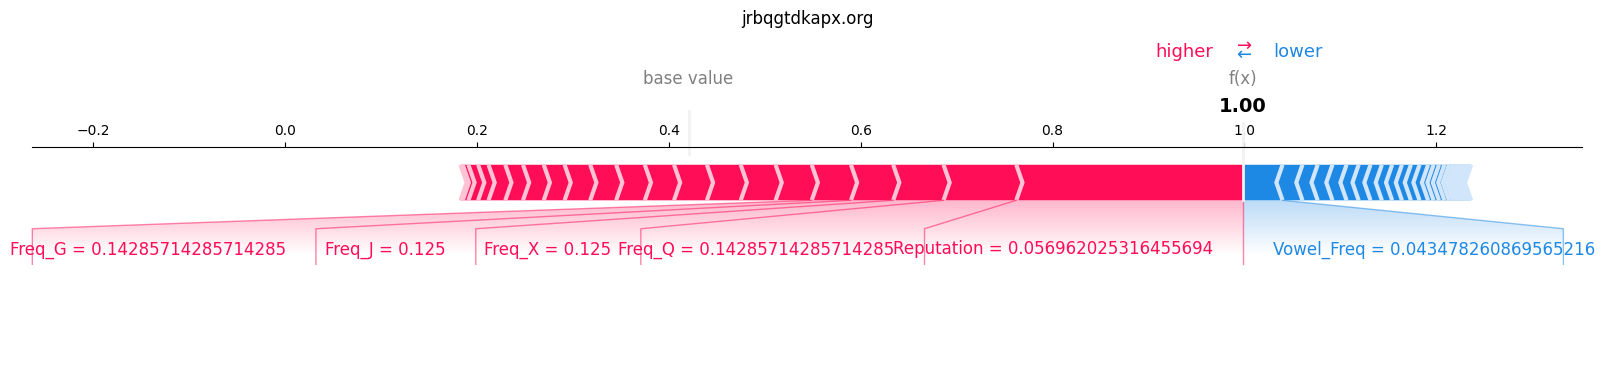 jrbqgtdkapx.org
higher ⇄ lower
base value f(x)
1.00
−0.2 0.0 0.2 0.4 0.6 0.8 1.0 1.2
Freq_G = 0.14285714285714285 Freq_J = 0.125 Freq_X = 0.125 Freq_Q = 0.14285714285714285 Reputation = 0.056962025316455694 Vowel_Freq = 0.043478260869565216